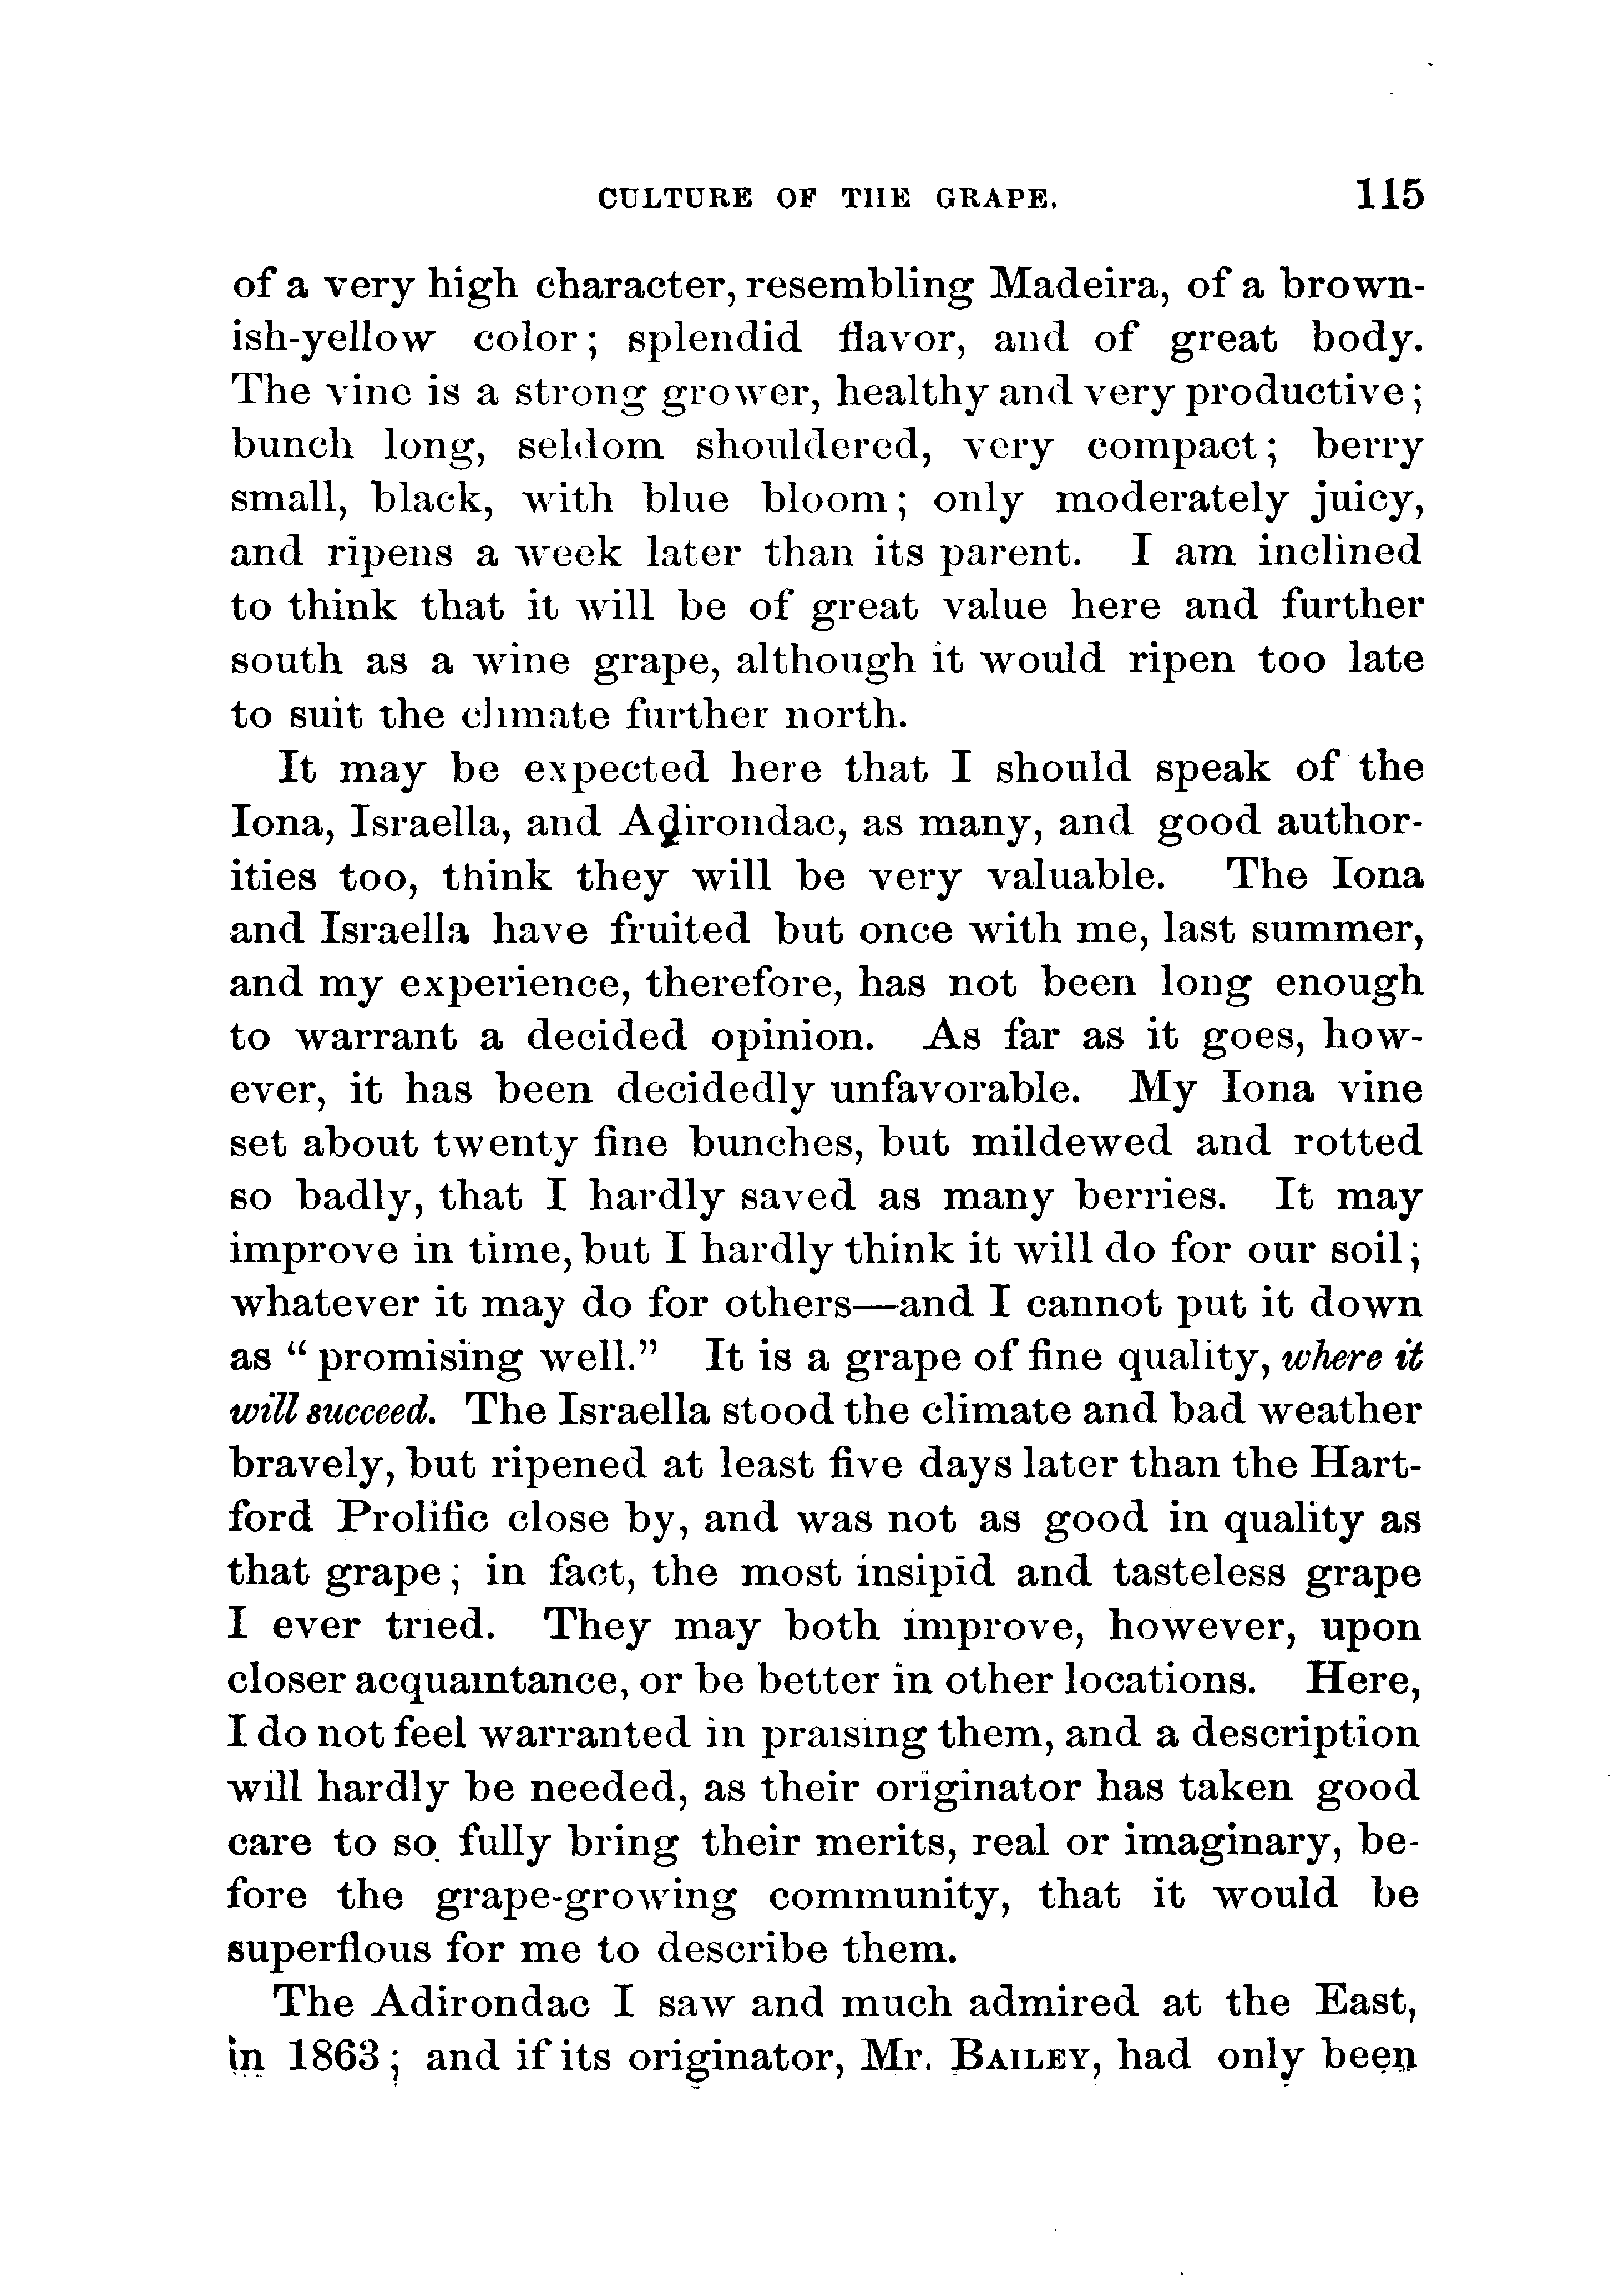 CULTURE OF THE GRAPE. 115
of a very high character, resembling Madeira, of a brown-
ish-yellow color; splendid flavor, and of great body.
The vine is a strong grower, healthy and very productive;
bunch long, seldom shouldered, very compact; berry
small, black, with blue bloom; only moderately juicy,
and ripens a week later than its parent. I am inclined
to think that it will be of great value here and further
south as a wine grape, although it would ripen too late
to suit the climate further north.
It may be expected here that I should speak of the
Iona, Israella, and Adirondac, as many, and good author-
ities too, think they will be very valuable. The Iona
and Israella have fruited but once with me, last summer,
and my experience, therefore, has not been long enough
to warrant a decided opinion. As far as it goes, how-
ever, it has been decidedly unfavorable. My Iona vine
set about twenty fine bunches, but mildewed and rotted
so badly, that I hardly saved as many berries. It may
improve in time, but I hardly think it will do for our soil;
whatever it may do for others—and I cannot put it down
as “promising well.” It is a grape of fine quality, where it
will succeed. The Israella stood the climate and bad weather
bravely, but ripened at least five days later than the Hart-
ford Prolific close by, and was not as good in quality as
that grape; in fact, the most insipid and tasteless grape
I ever tried. They may both improve, however, upon
closer acquaintance, or be better in other locations. Here,
I do not feel warranted in praising them, and a description
will hardly be needed, as their originator has taken good
care to so fully bring their merits, real or imaginary, be-
fore the grape-growing community, that it would be
superflous for me to describe them.
The Adirondac I saw and much admired at the East,
in 1863; and if its originator, Mr. BAILEY, had only been